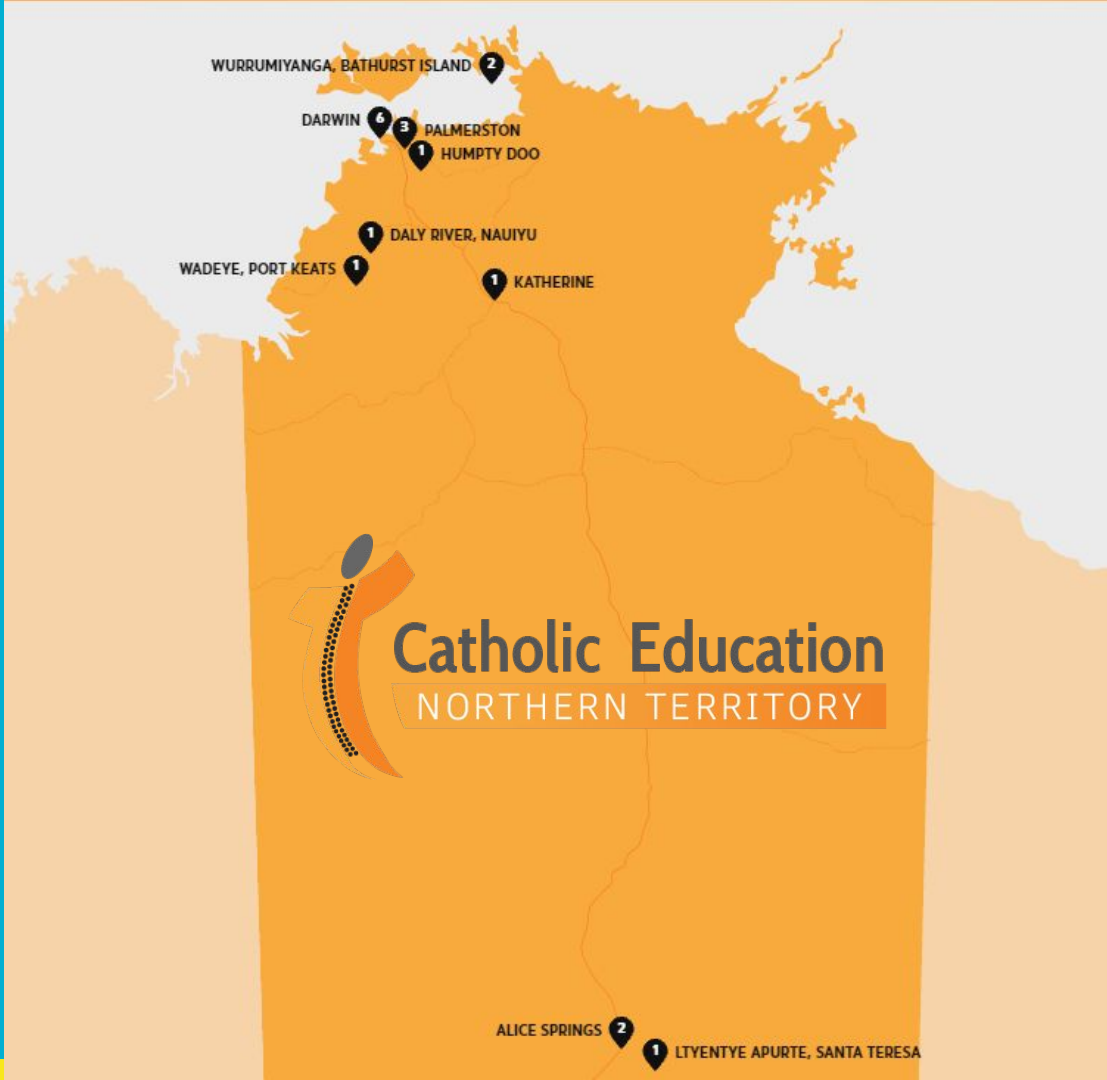 WURRUMIYANGA, BATHURST ISLAND 2
DARWIN 6
3 PALMERSTON
1 HUMPTY DOO
1 DALY RIVER, NAUIYU
WADEYE, PORT KEATS 1
1 KATHERINE
Catholic Education
NORTHERN TERRITORY
ALICE SPRINGS 2
1 LTYENTYE APURTE, SANTA TERESA